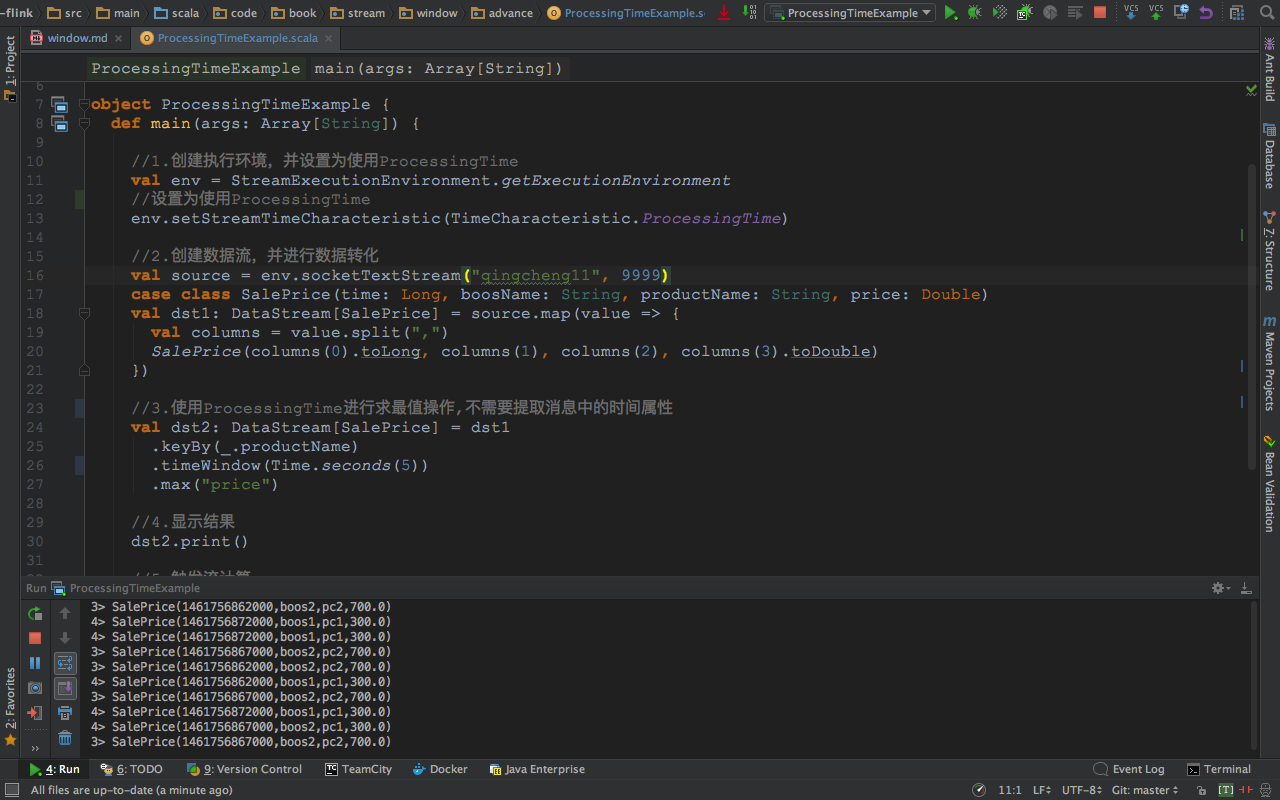 -flink src main scala code book stream window advance ProcessingTimeExample.s ProcessingTimeExample VCS VCS
window.md ProcessingTimeExample.scala
ProcessingTimeExample main(args: Array[String])
6
7 object ProcessingTimeExample {
8 def main(args: Array[String]) {
9
10 //1.创建执行环境，并设置为使用ProcessingTime
11 val env = StreamExecutionEnvironment.getExecutionEnvironment
12 //设置为使用ProcessingTime
13 env.setStreamTimeCharacteristic(TimeCharacteristic.ProcessingTime)
14
15 //2.创建数据流，并进行数据转化
16 val source = env.socketTextStream("qingcheng11", 9999)
17 case class SalePrice(time: Long, boosName: String, productName: String, price: Double)
18 val dst1: DataStream[SalePrice] = source.map(value => {
19 val columns = value.split(",")
20 SalePrice(columns(0).toLong, columns(1), columns(2), columns(3).toDouble)
21 })
22
23 //3.使用ProcessingTime进行求最值操作,不需要提取消息中的时间属性
24 val dst2: DataStream[SalePrice] = dst1
25 .keyBy(_.productName)
26 .timeWindow(Time.seconds(5))
27 .max("price")
28
29 //4.显示结果
30 dst2.print()
31
Run ProcessingTimeExample
3> SalePrice(1461756862000,boos2,pc2,700.0)
4> SalePrice(1461756872000,boos1,pc1,300.0)
4> SalePrice(1461756872000,boos1,pc1,300.0)
3> SalePrice(1461756867000,boos2,pc2,700.0)
3> SalePrice(1461756862000,boos2,pc2,700.0)
4> SalePrice(1461756862000,boos1,pc1,300.0)
3> SalePrice(1461756867000,boos2,pc2,700.0)
4> SalePrice(1461756872000,boos1,pc1,300.0)
4> SalePrice(1461756867000,boos2,pc1,300.0)
3> SalePrice(1461756867000,boos2,pc2,700.0)
1: Project
2: Favorites
Ant Build
Database
Z: Structure
Maven Projects
Bean Validation
4: Run 6: TODO 9: Version Control TeamCity Docker Java Enterprise Event Log Terminal
All files are up-to-date (a minute ago) 11:1 LF UTF-8 Git: master [T]